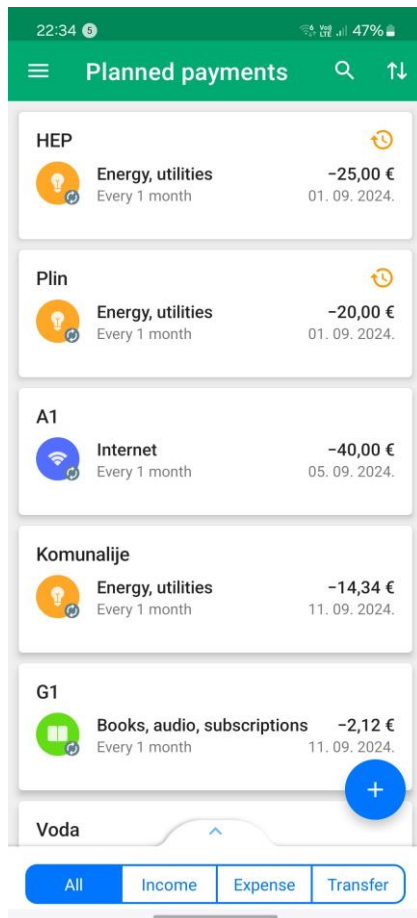 22:34 5 Vo) LTE 47%
Planned payments
HEP
Energy, utilities −25,00 €
Every 1 month 01. 09. 2024.
Plin
Energy, utilities −20,00 €
Every 1 month 01. 09. 2024.
A1
Internet −40,00 €
Every 1 month 05. 09. 2024.
Komunalije
Energy, utilities −14,34 €
Every 1 month 11. 09. 2024.
G1
Books, audio, subscriptions −2,12 €
Every 1 month 11. 09. 2024.
Voda
All Income Expense Transfer